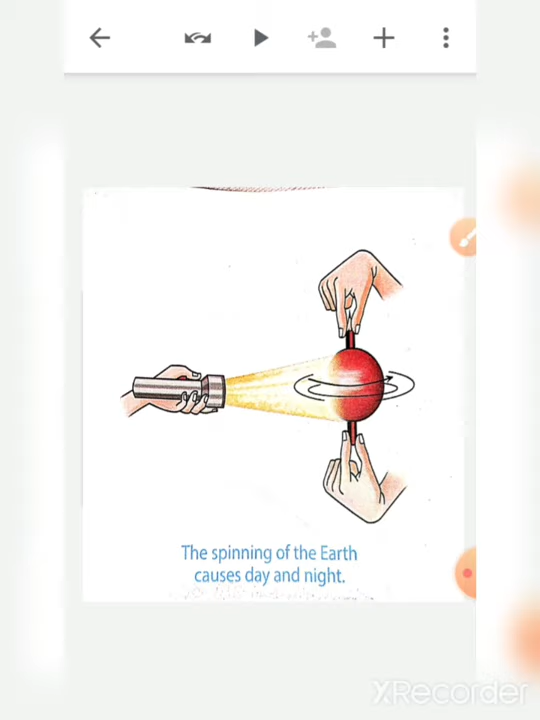 The spinning of the Earth
causes day and night.
XRecorder